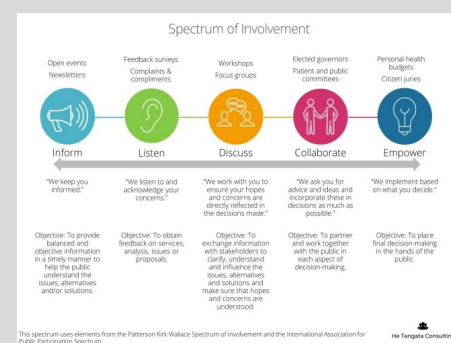 Spectrum of Involvement
Open events
Newsletters
Feedback surveys
Complaints &
compliments
Workshops
Focus groups
Elected governors
Patient and public
committees
Personal health
budgets
Citizen juries
Inform
Listen
Discuss
Collaborate
Empower
"We keep you
informed."
"We listen to and
acknowledge your
concerns."
"We work with you to
ensure your hopes
and concerns are
directly reflected in
the decisions made."
"We ask you for
advice and ideas and
incorporate these in
decisions as much as
possible."
"We implement based
on what you decide."
Objective: To provide
balanced and
objective information
in a timely manner to
help the public
understand the
issues, alternatives
and/or solutions.
Objective: To obtain
feedback on services,
analysis, issues or
proposals.
Objective: To
exchange information
with stakeholders to
clarify, understand
and influence the
issues, alternatives
and solutions and
make sure that hopes
and concerns are
understood.
Objective: To partner
and work together
with the public in
each aspect of
decision-making.
Objective: To place
final decision-making
in the hands of the
public.
This spectrum uses elements from the Patterson Kirk Wallace Spectrum of Involvement and the International Association for
Public Participation Spectrum
He Tangata Consulting